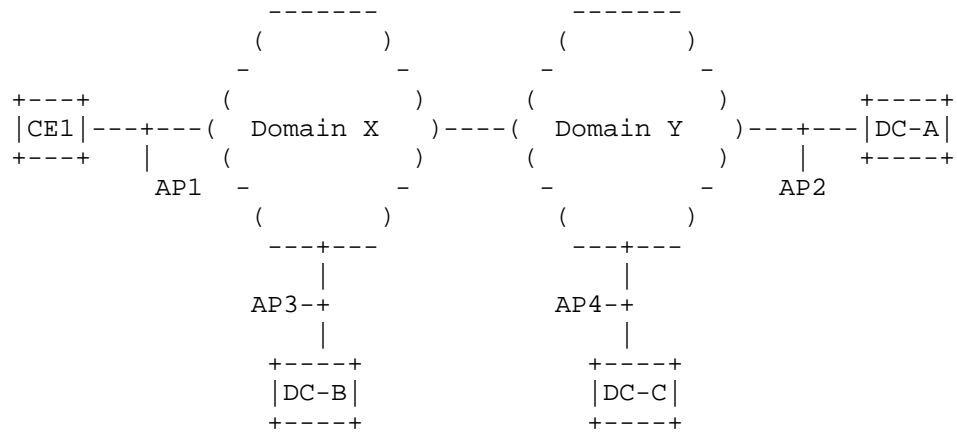 CE1 Domain X Domain Y DC-A
AP1 AP2
AP3 AP4
DC-B DC-C